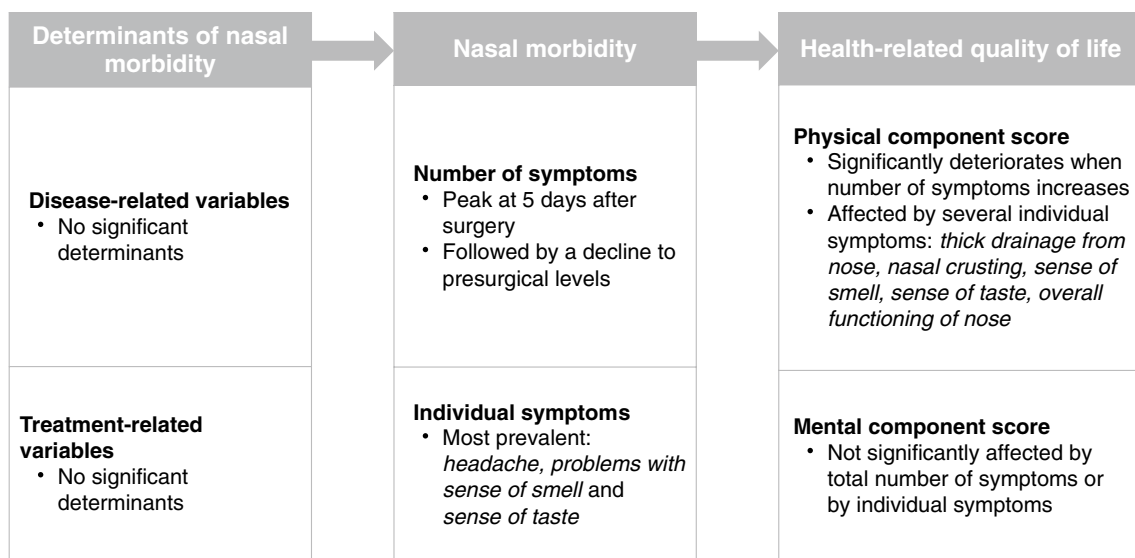 Determinants of nasal
morbidity
Nasal morbidity
Health-related quality of life
Disease-related variables
• No significant
determinants
Treatment-related
variables
• No significant
determinants
Number of symptoms
• Peak at 5 days after
surgery
• Followed by a decline to
presurgical levels
Individual symptoms
• Most prevalent:
headache, problems with
sense of smell and
sense of taste
Physical component score
• Significantly deteriorates when
number of symptoms increases
• Affected by several individual
symptoms: thick drainage from
nose, nasal crusting, sense of
smell, sense of taste, overall
functioning of nose
Mental component score
• Not significantly affected by
total number of symptoms or
by individual symptoms